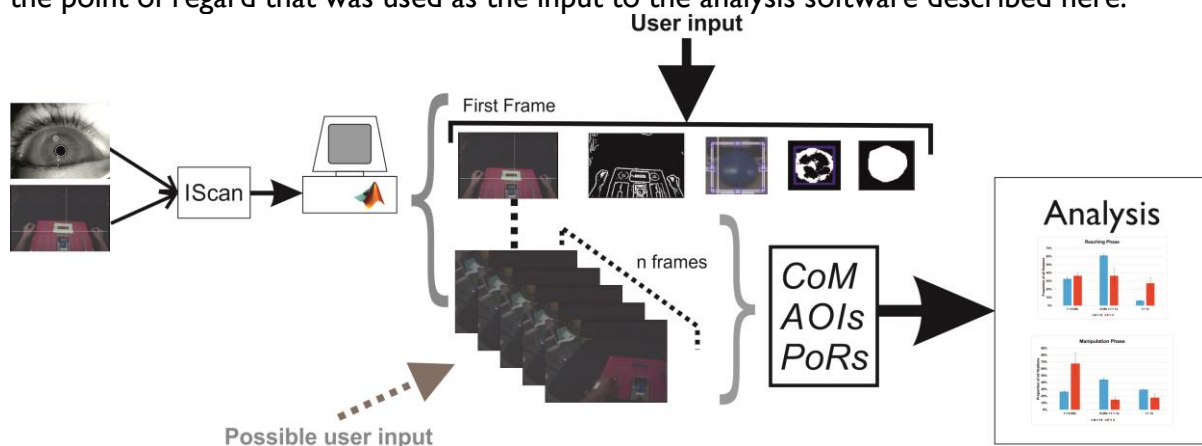 the point of regard that was used as the input to the analysis software described here.
User input
First Frame
IScan
n frames
CoM
AOIs
PoRs
Analysis
Reaching Phase
Manipulation Phase
Possible user input